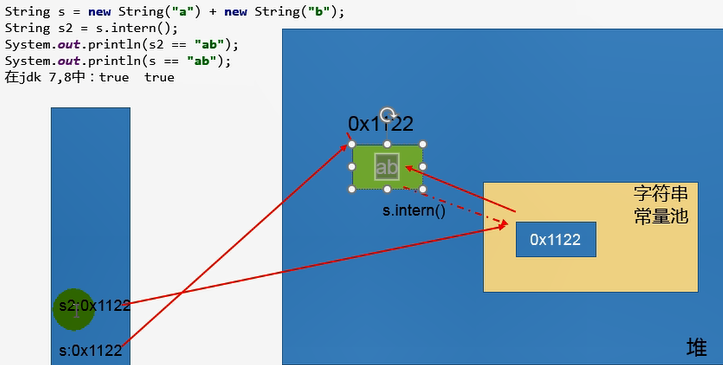 String s = new String("a") + new String("b");
String s2 = s.intern();
System.out.println(s2 == "ab");
System.out.println(s == "ab");
在jdk 7,8中：true  true
0x1122
ab
s.intern()
字符串
常量池
0x1122
s2:0x1122
s:0x1122
堆